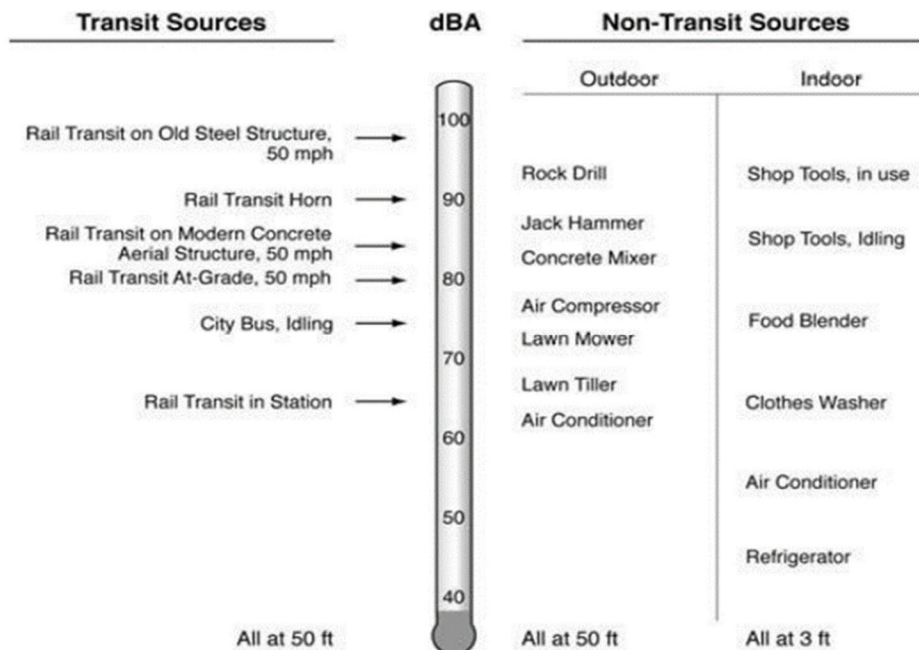 Transit Sources
dBA
Non-Transit Sources
Outdoor
Indoor
Rail Transit on Old Steel Structure,
50 mph
Rail Transit Horn
Rail Transit on Modern Concrete
Aerial Structure, 50 mph
Rail Transit At-Grade, 50 mph
City Bus, Idling
Rail Transit in Station
All at 50 ft
100
90
80
70
60
50
40
Rock Drill
Jack Hammer
Concrete Mixer
Air Compressor
Lawn Mower
Lawn Tiller
Air Conditioner
All at 50 ft
Shop Tools, in use
Shop Tools, Idling
Food Blender
Clothes Washer
Air Conditioner
Refrigerator
All at 3 ft